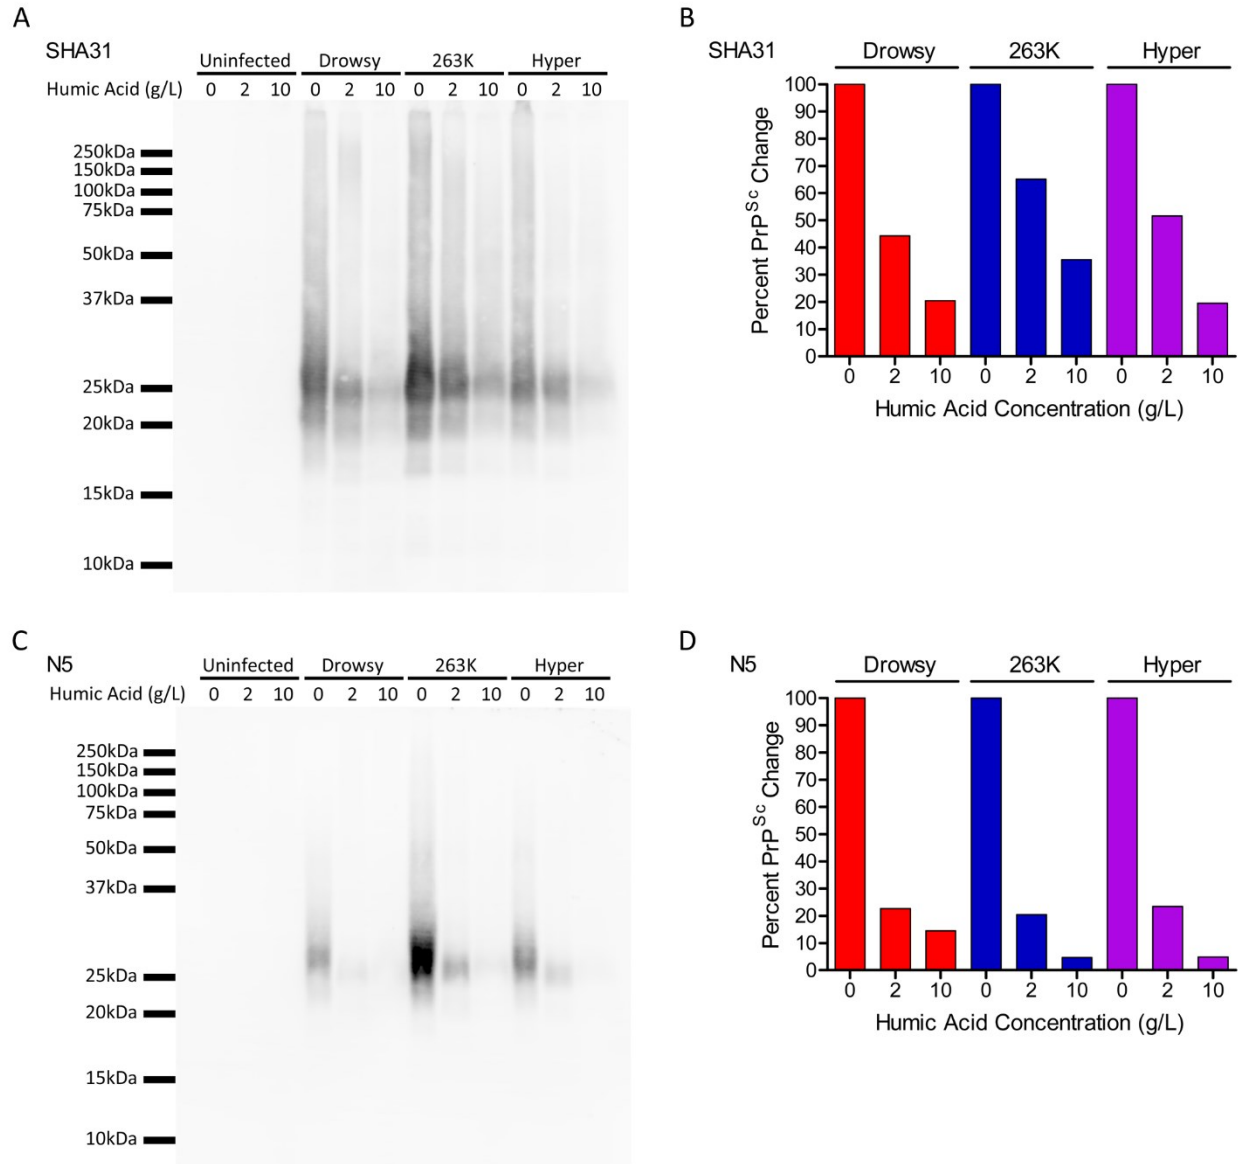 A
SHA31
Uninfected Drowsy 263K Hyper
Humic Acid (g/L) 0 2 10 0 2 10 0 2 10 0 2 10
250kDa
150kDa
100kDa
75kDa
50kDa
37kDa
25kDa
20kDa
15kDa
10kDa
B
SHA31 Drowsy 263K Hyper
Percent PrP^Sc Change
100
90
80
70
60
50
40
30
20
10
0
0 2 10 0 2 10 0 2 10
Humic Acid Concentration (g/L)
C
N5
Uninfected Drowsy 263K Hyper
Humic Acid (g/L) 0 2 10 0 2 10 0 2 10 0 2 10
250kDa
150kDa
100kDa
75kDa
50kDa
37kDa
25kDa
20kDa
15kDa
10kDa
D
N5 Drowsy 263K Hyper
Percent PrP^Sc Change
100
90
80
70
60
50
40
30
20
10
0
0 2 10 0 2 10 0 2 10
Humic Acid Concentration (g/L)